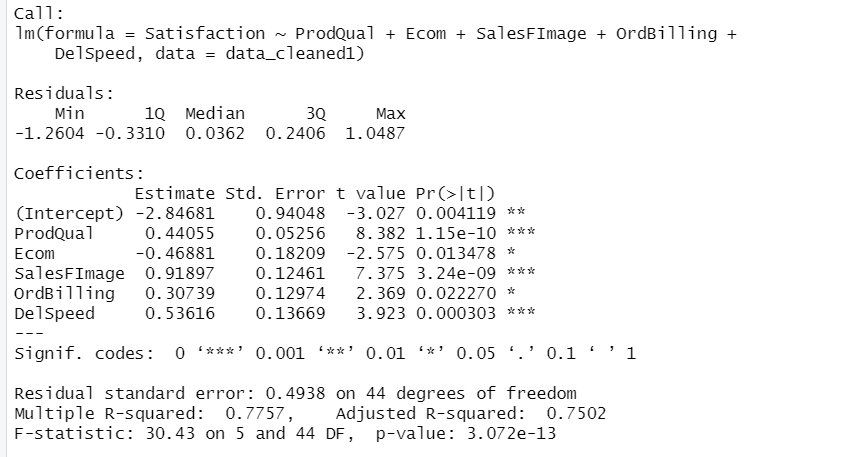 Call:
lm(formula = Satisfaction ~ ProdQual + Ecom + SalesFImage + OrdBilling +
    DelSpeed, data = data_cleaned1)
Residuals:
    Min      1Q  Median      3Q     Max
-1.2604 -0.3310  0.0362  0.2406  1.0487
Coefficients:
            Estimate Std. Error t value Pr(>|t|)
(Intercept) -2.84681    0.94048  -3.027 0.004119 **
ProdQual     0.44055    0.05256   8.382 1.15e-10 ***
Ecom        -0.46881    0.18209  -2.575 0.013478 *
SalesFImage  0.91897    0.12461   7.375 3.24e-09 ***
OrdBilling   0.30739    0.12974   2.369 0.022270 *
DelSpeed     0.53616    0.13669   3.923 0.000303 ***
---
Signif. codes:  0 ‘***’ 0.001 ‘**’ 0.01 ‘*’ 0.05 ‘.’ 0.1 ‘ ’ 1
Residual standard error: 0.4938 on 44 degrees of freedom
Multiple R-squared:  0.7757,    Adjusted R-squared:  0.7502
F-statistic: 30.43 on 5 and 44 DF,  p-value: 3.072e-13